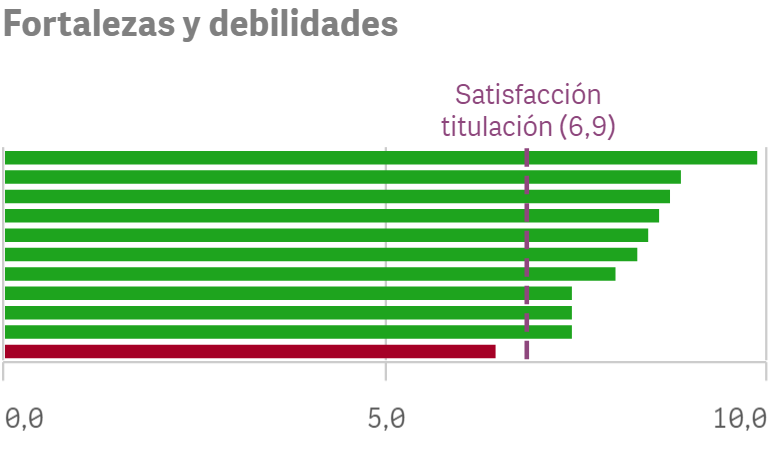 Fortalezas y debilidades
Satisfacción
titulación (6,9)
0,0
5,0
10,0